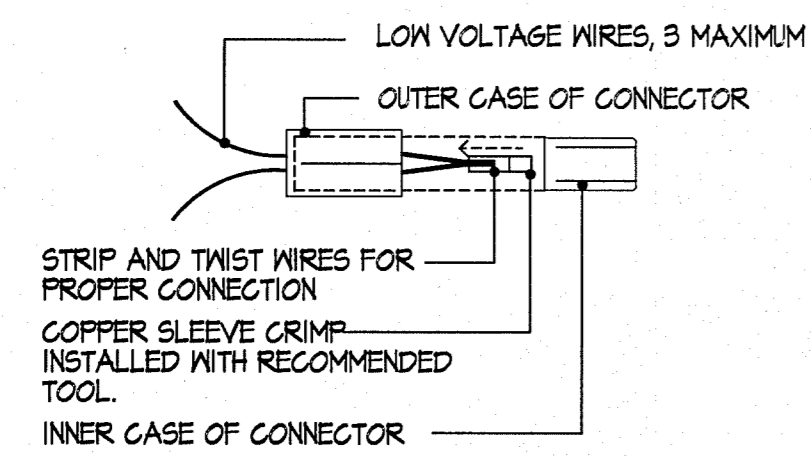 LOW VOLTAGE WIRES, 3 MAXIMUM
OUTER CASE OF CONNECTOR
STRIP AND TWIST WIRES FOR
PROPER CONNECTION
COPPER SLEEVE CRIMP
INSTALLED WITH RECOMMENDED
TOOL.
INNER CASE OF CONNECTOR